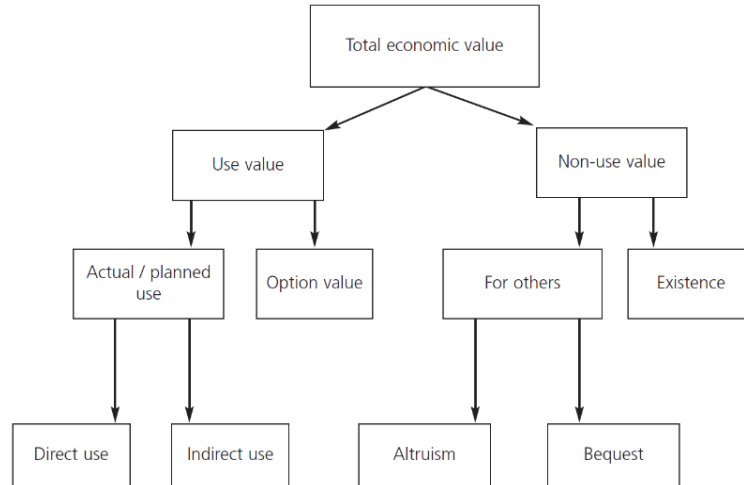 Total economic value
Use value
Non-use value
Actual / planned
use
Option value
For others
Existence
Direct use
Indirect use
Altruism
Bequest